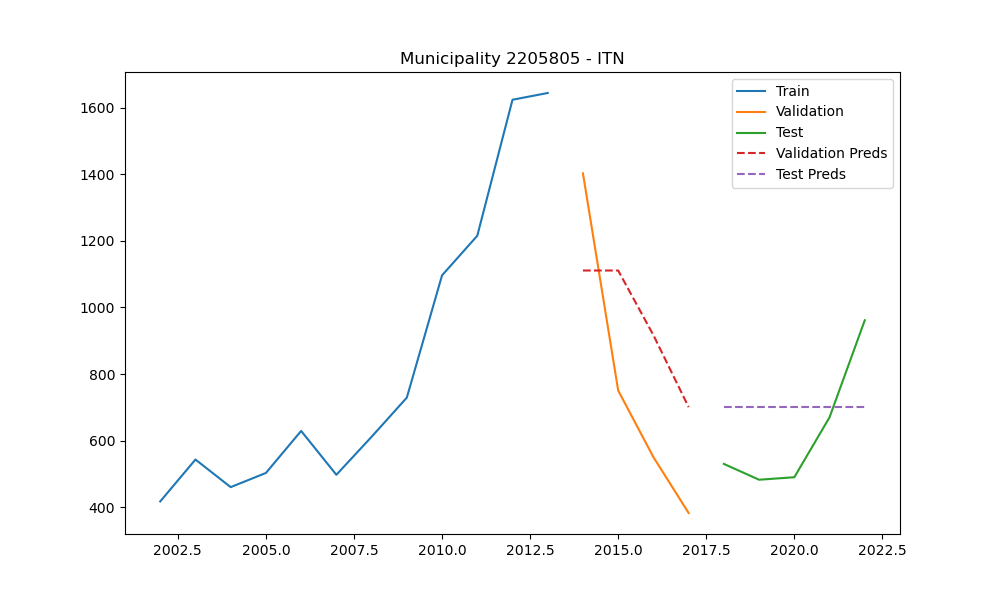 Municipality 2205805 - ITN
1600
1400
1200
1000
800
600
400
2002.5 2005.0 2007.5 2010.0 2012.5 2015.0 2017.5 2020.0 2022.5
Train
Validation
Test
Validation Preds
Test Preds